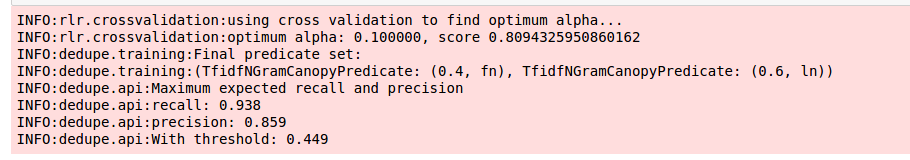 INFO:rlr.crossvalidation:using cross validation to find optimum alpha...
INFO:rlr.crossvalidation:optimum alpha: 0.100000, score 0.8094325950860162
INFO:dedupe.training:Final predicate set:
INFO:dedupe.training:(TfidfNGramCanopyPredicate: (0.4, fn), TfidfNGramCanopyPredicate: (0.6, ln))
INFO:dedupe.api:Maximum expected recall and precision
INFO:dedupe.api:recall: 0.938
INFO:dedupe.api:precision: 0.859
INFO:dedupe.api:With threshold: 0.449